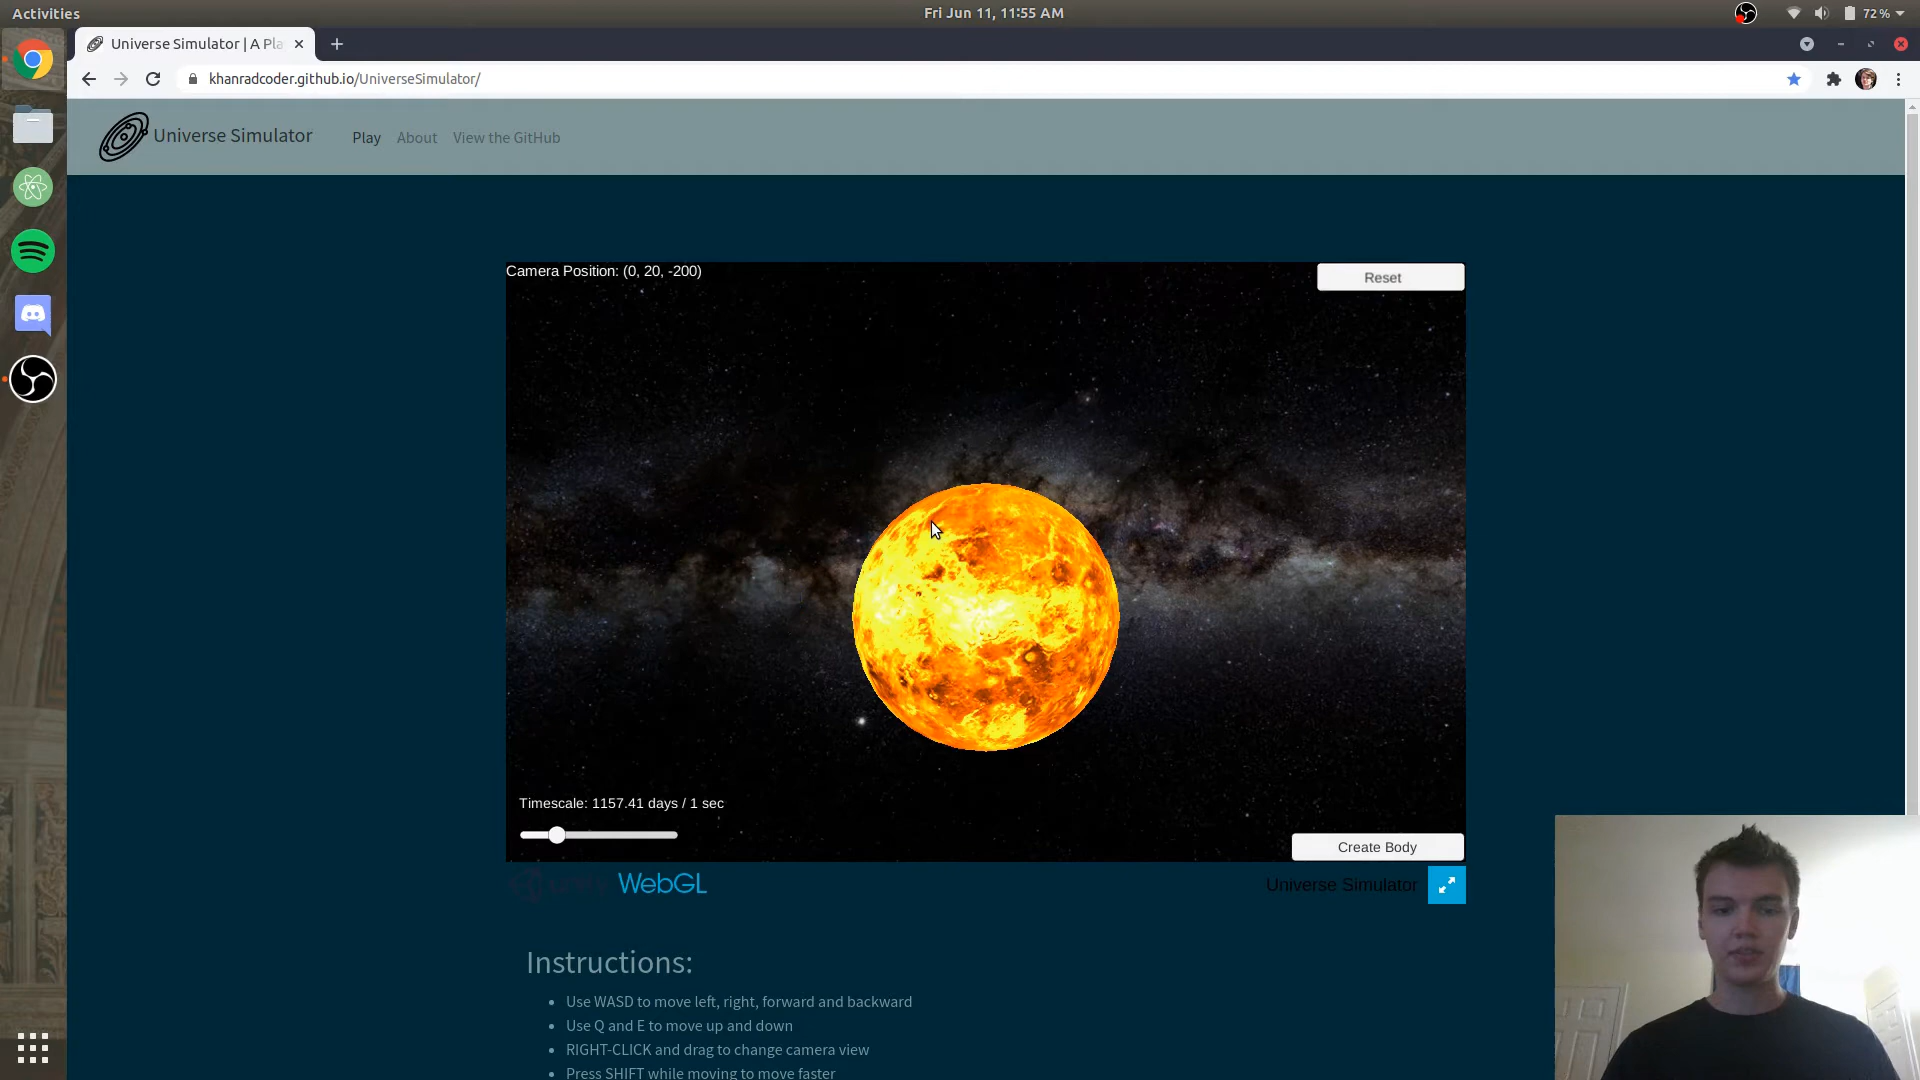 Activities
Fri Jun 11, 11:55 AM
72 %
Universe Simulator | A Pla
khanradcoder.github.io/UniverseSimulator/
Universe Simulator
Play
About
View the GitHub
Camera Position: (0, 20, -200)
Reset
Timescale: 1157.41 days / 1 sec
Create Body
unity WebGL
Universe Simulator
Instructions:
Use WASD to move left, right, forward and backward
Use Q and E to move up and down
RIGHT-CLICK and drag to change camera view
Press SHIFT while moving to move faster